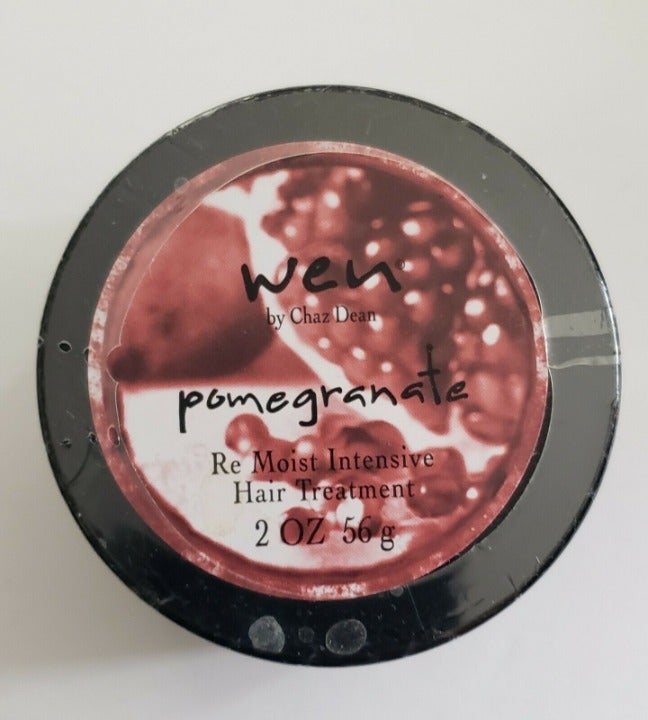 wen®
by Chaz Dean
pomegranate
Re Moist Intensive
Hair Treatment
2 OZ 56 g